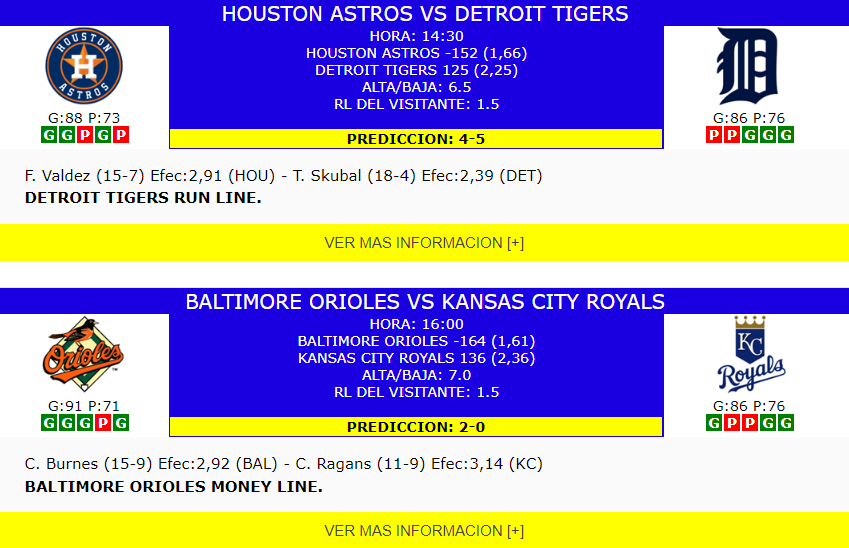 HOUSTON ASTROS VS DETROIT TIGERS
HOUSTON
H
ASTROS
G:88 P:73
G G P G P
HORA: 14:30
HOUSTON ASTROS -152 (1,66)
DETROIT TIGERS 125 (2,25)
ALTA/BAJA: 6.5
RL DEL VISITANTE: 1.5
PREDICCION: 4-5
D
G:86 P:76
P P G G G
F. Valdez (15-7) Efec:2,91 (HOU) - T. Skubal (18-4) Efec:2,39 (DET)
DETROIT TIGERS RUN LINE.
VER MAS INFORMACION [+]
BALTIMORE ORIOLES VS KANSAS CITY ROYALS
Orioles
G:91 P:71
G G G P G
HORA: 16:00
BALTIMORE ORIOLES -164 (1,61)
KANSAS CITY ROYALS 136 (2,36)
ALTA/BAJA: 7.0
RL DEL VISITANTE: 1.5
PREDICCION: 2-0
KC
Royals
G:86 P:76
G P P G G
C. Burnes (15-9) Efec:2,92 (BAL) - C. Ragans (11-9) Efec:3,14 (KC)
BALTIMORE ORIOLES MONEY LINE.
VER MAS INFORMACION [+]